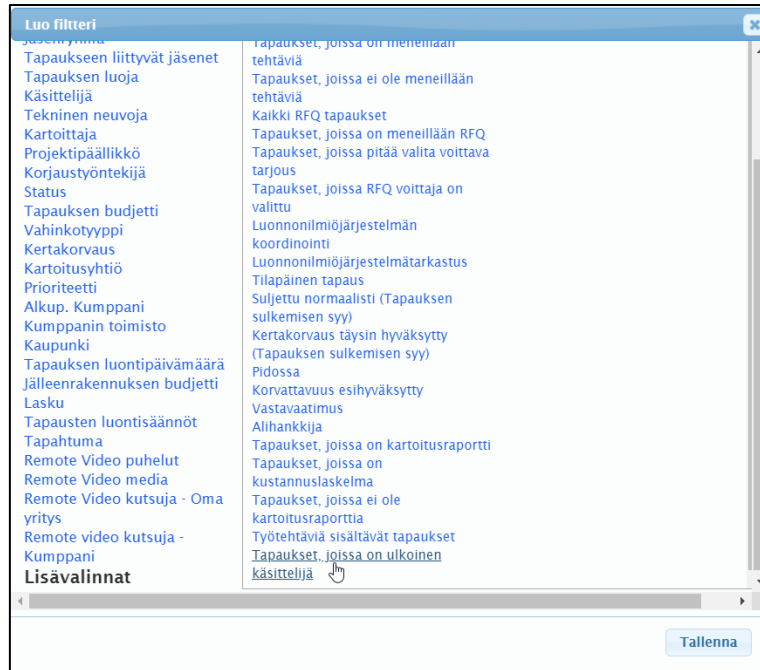 Luo filtteri
Jäsenryhmä
Tapaukseen liittyvät jäsenet
Tapauksen luoja
Käsittelijä
Tekninen neuvoja
Kartoittaja
Projektipäällikkö
Korjaustyöntekijä
Status
Tapauksen budjetti
Vahinkotyyppi
Kertakorvaus
Kartoitusyhtiö
Prioriteetti
Alkup. Kumppani
Kumppanin toimisto
Kaupunki
Tapauksen luontipäivämäärä
Jälleenrakennuksen budjetti
Lasku
Tapausten luontisäännöt
Tapahtuma
Remote Video puhelut
Remote Video media
Remote Video kutsuja - Oma
yritys
Remote video kutsuja -
Kumppani
Lisävalinnat
Tapaukset, joissa on meneillään
tehtäviä
Tapaukset, joissa ei ole meneillään
tehtäviä
Kaikki RFQ tapaukset
Tapaukset, joissa on meneillään RFQ
Tapaukset, joissa pitää valita voittava
tarjous
Tapaukset, joissa RFQ voittaja on
valittu
Luonnonilmiöjärjestelmän
koordinointi
Luonnonilmiöjärjestelmätarkastus
Tilapäinen tapaus
Suljettu normaalisti (Tapauksen
sulkemisen syy)
Kertakorvaus täysin hyväksytty
(Tapauksen sulkemisen syy)
Pidossa
Korvattavuus esihyväksytty
Vastavaatimus
Alihankkija
Tapaukset, joissa on kartoitusraportti
Tapaukset, joissa on
kustannuslaskelma
Tapaukset, joissa ei ole
kartoitusraporttia
Työtehtäviä sisältävät tapaukset
Tapaukset, joissa on ulkoinen
käsittelijä
Tallenna